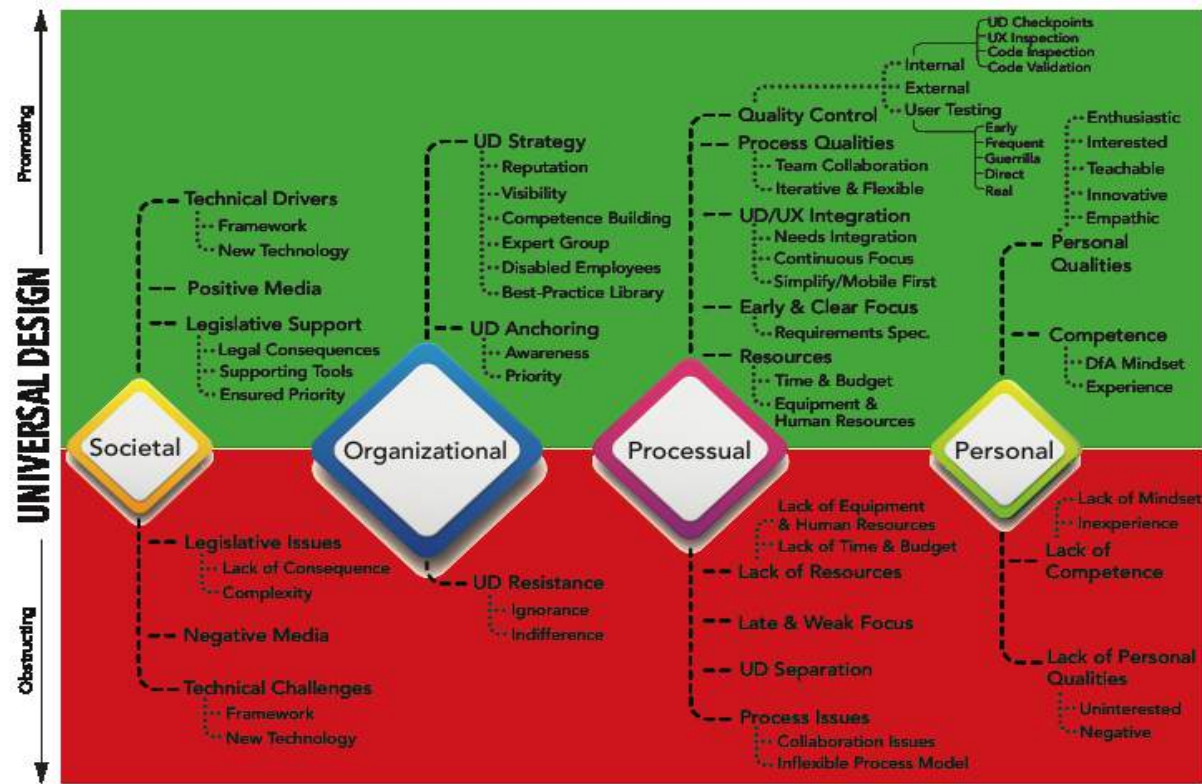 UNIVERSAL DESIGN
Promoting
Obstructing
Societal
Technical Drivers
Framework
New Technology
Positive Media
Legislative Support
Legal Consequences
Supporting Tools
Ensured Priority
Legislative Issues
Lack of Consequence
Complexity
Negative Media
Technical Challenges
Framework
New Technology
Organizational
UD Strategy
Reputation
Visibility
Competence Building
Expert Group
Disabled Employees
Best-Practice Library
UD Anchoring
Awareness
Priority
UD Resistance
Ignorance
Indifference
Processual
Quality Control
Internal
UD Checkpoints
UX Inspection
Code Inspection
Code Validation
External
User Testing
Early
Frequent
Guerrilla
Direct
Real
Process Qualities
Team Collaboration
Iterative & Flexible
UD/UX Integration
Needs Integration
Continuous Focus
Simplify/Mobile First
Early & Clear Focus
Requirements Spec.
Resources
Time & Budget
Equipment &
Human Resources
Lack of Equipment
& Human Resources
Lack of Time & Budget
Lack of Resources
Late & Weak Focus
UD Separation
Process Issues
Collaboration Issues
Inflexible Process Model
Personal
Enthusiastic
Interested
Teachable
Innovative
Empathic
Personal
Qualities
Competence
DfA Mindset
Experience
Lack of Mindset
Inexperience
Lack of
Competence
Lack of Personal
Qualities
Uninterested
Negative